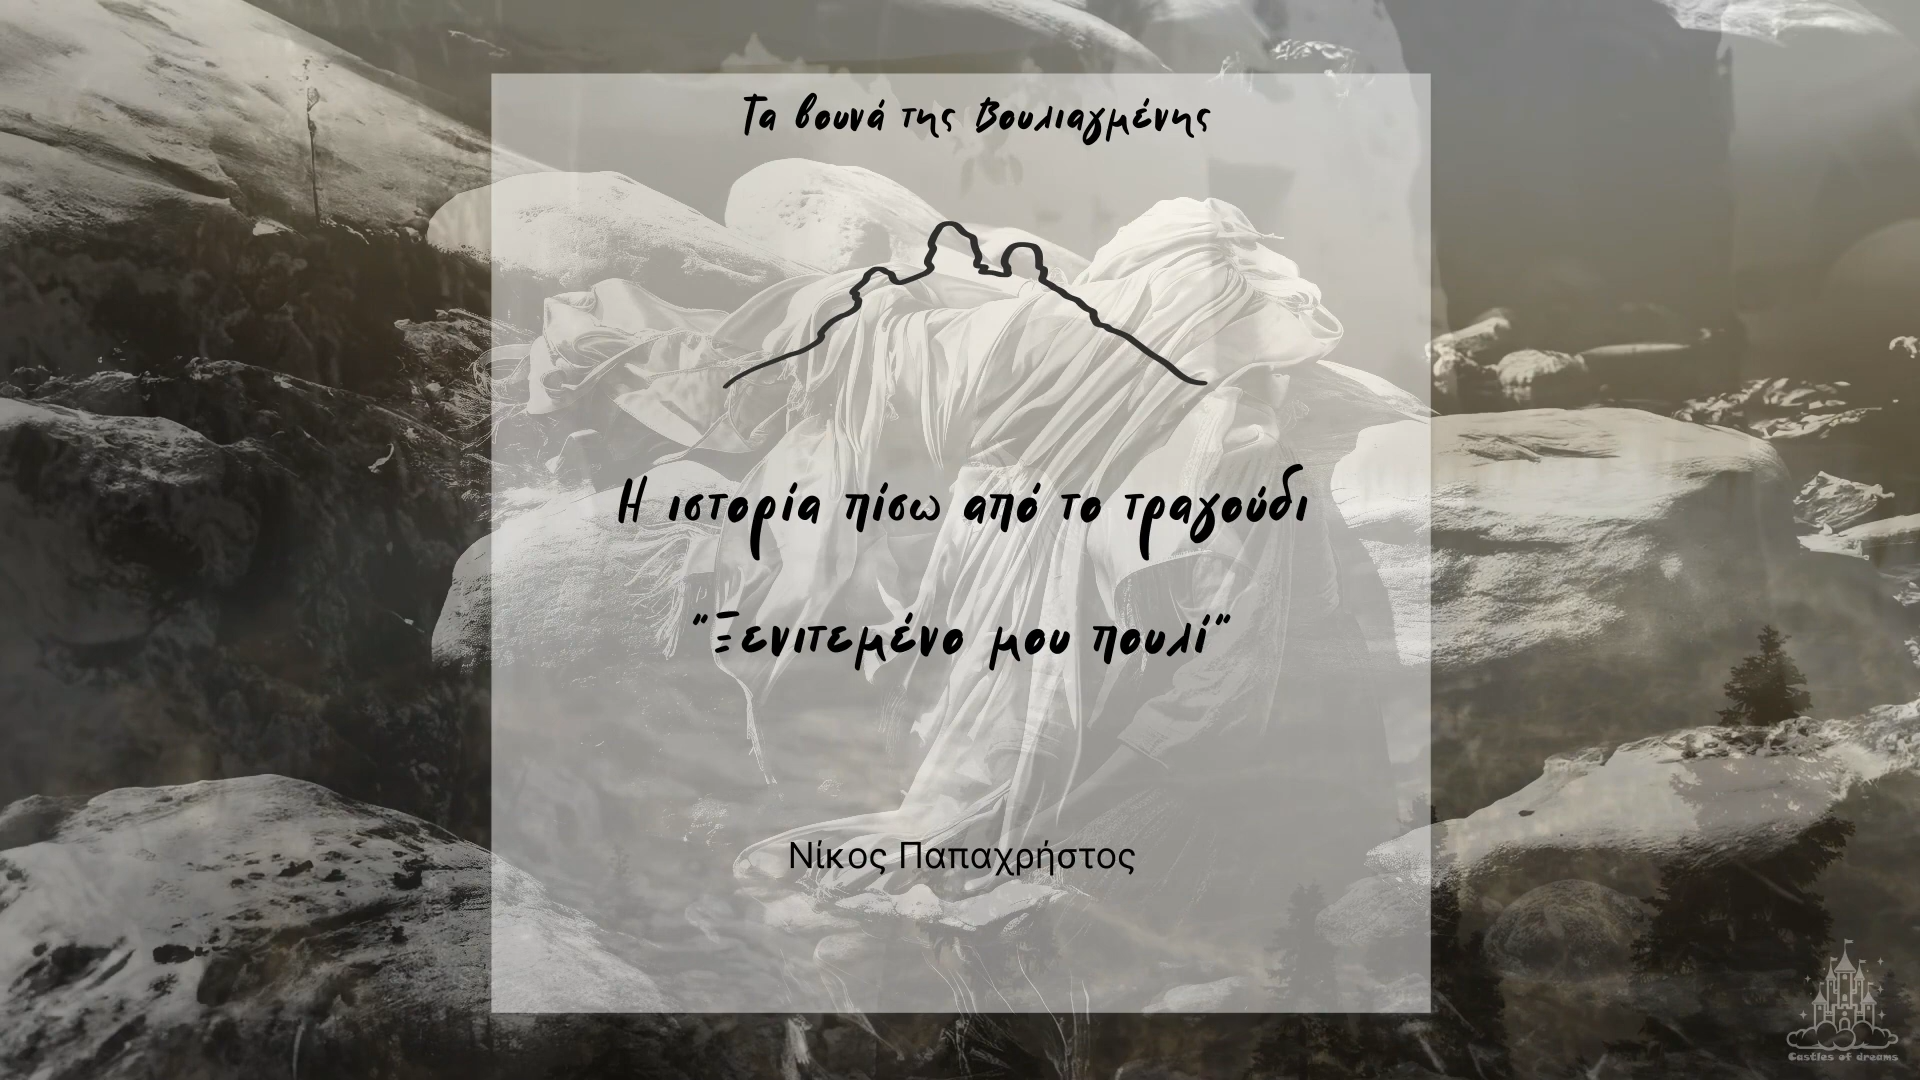 Τα βουνά της Βουλιαγμένης
Η ιστορία πίσω από το τραγούδι
"Ξενιτεμένο μου πουλί"
Νίκος Παπαχρήστος
Castles of dreams